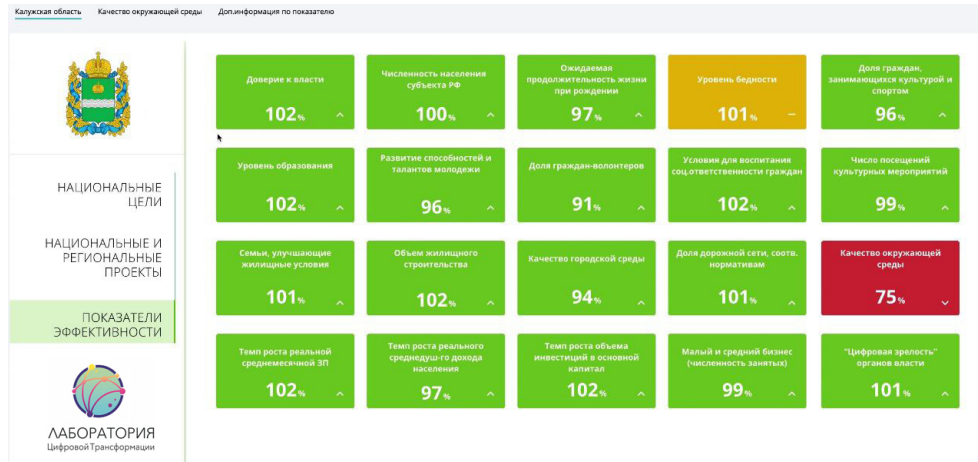 Калужская область Качество окружающей среды Доп.информация по показателю
НАЦИОНАЛЬНЫЕ
ЦЕЛИ
НАЦИОНАЛЬНЫЕ И
РЕГИОНАЛЬНЫЕ
ПРОЕКТЫ
ПОКАЗАТЕЛИ
ЭФФЕКТИВНОСТИ
ЛАБОРАТОРИЯ
Цифровой Трансформации
Доверие к власти
102%
Численность населения
субъекта РФ
100%
Ожидаемая
продолжительность жизни
при рождении
97%
Уровень бедности
101%
Доля граждан,
занимающихся культурой и
спортом
96%
Уровень образования
102%
Развитие способностей и
талантов молодежи
96%
Доля граждан-волонтеров
91%
Условия для воспитания
соц.ответственности граждан
102%
Число посещений
культурных мероприятий
99%
Семьи, улучшающие
жилищные условия
101%
Объем жилищного
строительства
102%
Качество городской среды
94%
Доля дорожной сети, соотв.
нормативам
101%
Качество окружающей
среды
75%
Темп роста реальной
среднемесячной ЗП
102%
Темп роста реального
среднедуш-го дохода
населения
97%
Темп роста объема
инвестиций в основной
капитал
102%
Малый и средний бизнес
(численность занятых)
99%
"Цифровая зрелость"
органов власти
101%